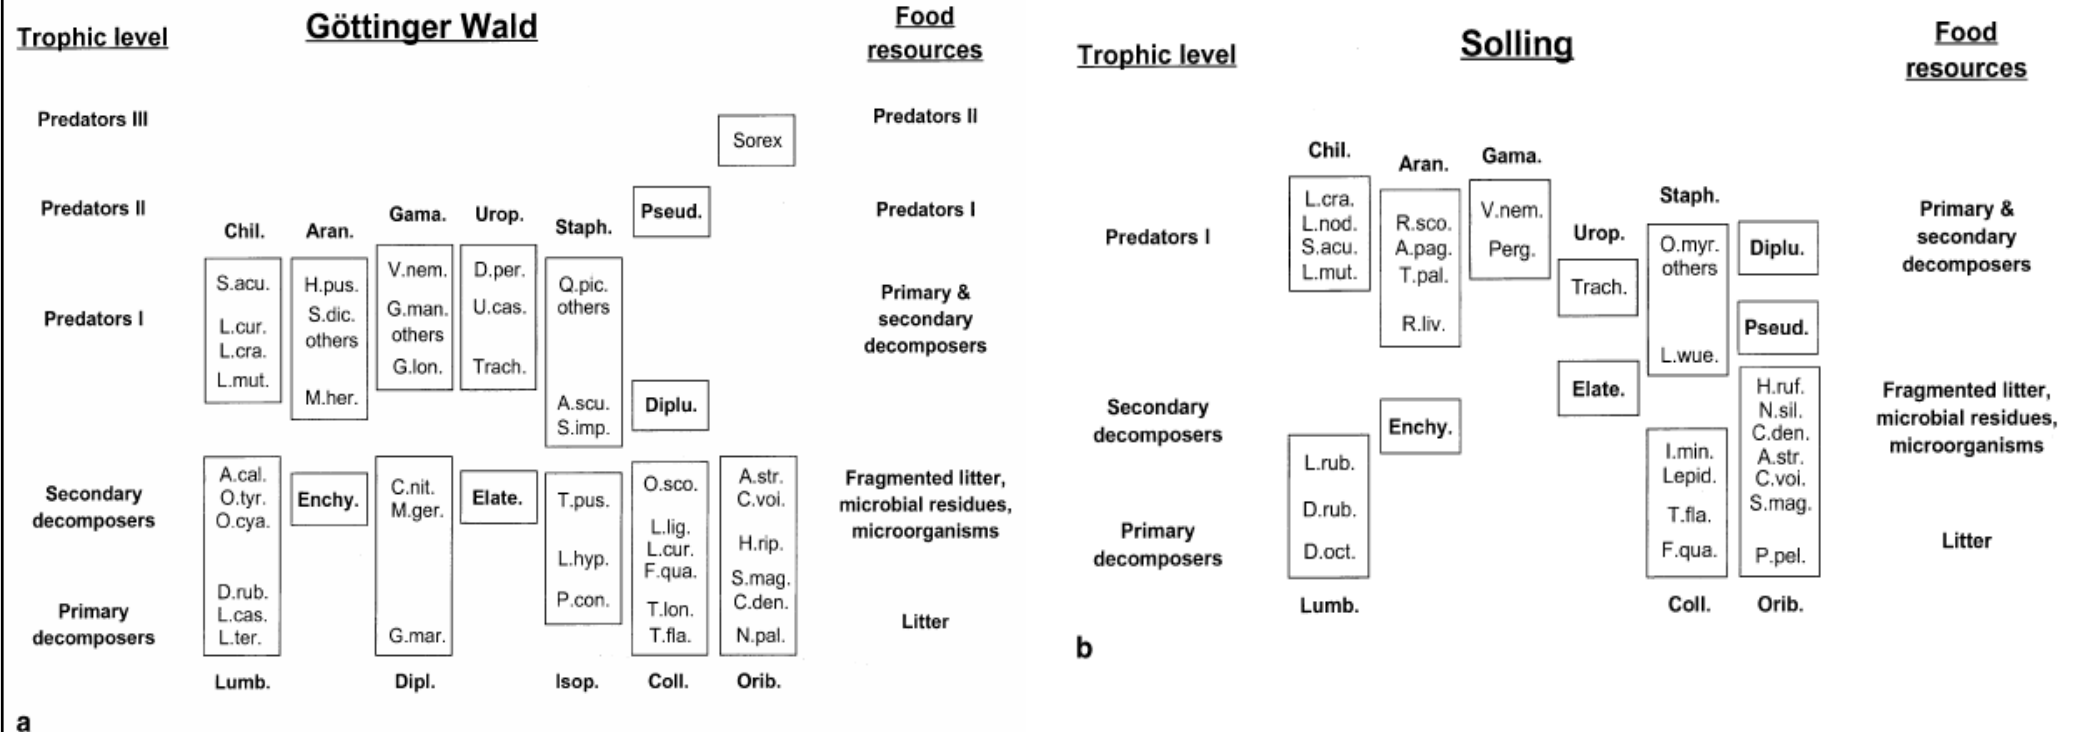 Göttinger Wald
Trophic level
Food
resources
Predators III
Predators II
Sorex
Predators II
Predators I
Pseud.
Chil.
Aran.
Gama.
Urop.
Staph.
Predators I
Primary &
secondary
decomposers
S.acu.
L.cur.
L.cra.
L.mut.
H.pus.
S.dic.
others
M.her.
V.nem.
G.man.
others
G.lon.
D.per.
U.cas.
Trach.
Q.pic.
others
A.scu.
S.imp.
Diplu.
Secondary
decomposers
Fragmented litter,
microbial residues,
microorganisms
Primary
decomposers
Litter
A.cal.
O.tyr.
O.cya.
D.rub.
L.cas.
L.ter.
Lumb.
Enchy.
C.nit.
M.ger.
G.mar.
Dipl.
Elate.
T.pus.
L.hyp.
P.con.
Isop.
O.sco.
L.lig.
L.cur.
F.qua.
T.lon.
T.fla.
Coll.
A.str.
C.voi.
H.rip.
S.mag.
C.den.
N.pal.
Orib.
a
Solling
Trophic level
Food
resources
Predators I
Primary &
secondary
decomposers
Chil.
L.cra.
L.nod.
S.acu.
L.mut.
Aran.
R.sco.
A.pag.
T.pal.
R.liv.
Gama.
V.nem.
Perg.
Urop.
Trach.
Staph.
O.myr.
others
L.wue.
Diplu.
Pseud.
Secondary
decomposers
Fragmented litter,
microbial residues,
microorganisms
Primary
decomposers
Litter
Enchy.
Elate.
L.rub.
D.rub.
D.oct.
Lumb.
I.min.
Lepid.
T.fla.
F.qua.
Coll.
H.ruf.
N.sil.
C.den.
A.str.
C.voi.
S.mag.
P.pel.
Orib.
b